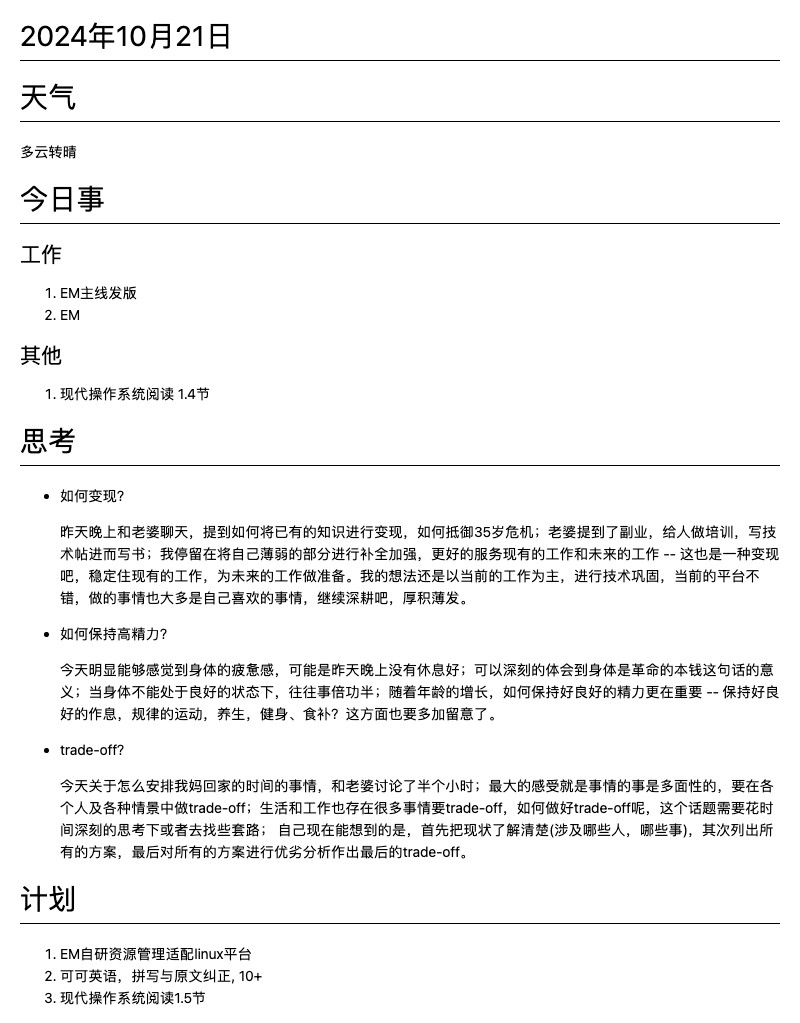 2024年10月21日
天气
多云转晴
今日事
工作
1. EM主线发版
2. EM
其他
1. 现代操作系统阅读 1.4节
思考
• 如何变现?
昨天晚上和老婆聊天，提到如何将已有的知识进行变现，如何抵御35岁危机；老婆提到了副业，给人做培训，写技
术帖进而写书；我停留在将自己薄弱的部分进行补全加强，更好的服务现有的工作和未来的工作 -- 这也是一种变现
吧，稳定住现有的工作，为未来的工作做准备。我的想法还是以当前的工作为主，进行技术巩固，当前的平台不
错，做的事情也大多是自己喜欢的事情，继续深耕吧，厚积薄发。
• 如何保持高精力?
今天明显能够感觉到身体的疲惫感，可能是昨天晚上没有休息好；可以深刻的体会到身体是革命的本钱这句话的意
义；当身体不能处于良好的状态下，往往事倍功半；随着年龄的增长，如何保持好良好的精力更在重要 -- 保持好良
好的作息，规律的运动，养生，健身、食补？这方面也要多加留意了。
• trade-off?
今天关于怎么安排我妈回家的时间的事情，和老婆讨论了半个小时；最大的感受就是事情的事是多面性的，要在各
个人及各种情景中做trade-off；生活和工作也存在很多事情要trade-off，如何做好trade-off呢，这个话题需要花时
间深刻的思考下或者去找些套路； 自己现在能想到的是，首先把现状了解清楚(涉及哪些人，哪些事)，其次列出所
有的方案，最后对所有的方案进行优劣分析作出最后的trade-off。
计划
1. EM自研资源管理适配linux平台
2. 可可英语，拼写与原文纠正, 10+
3. 现代操作系统阅读1.5节